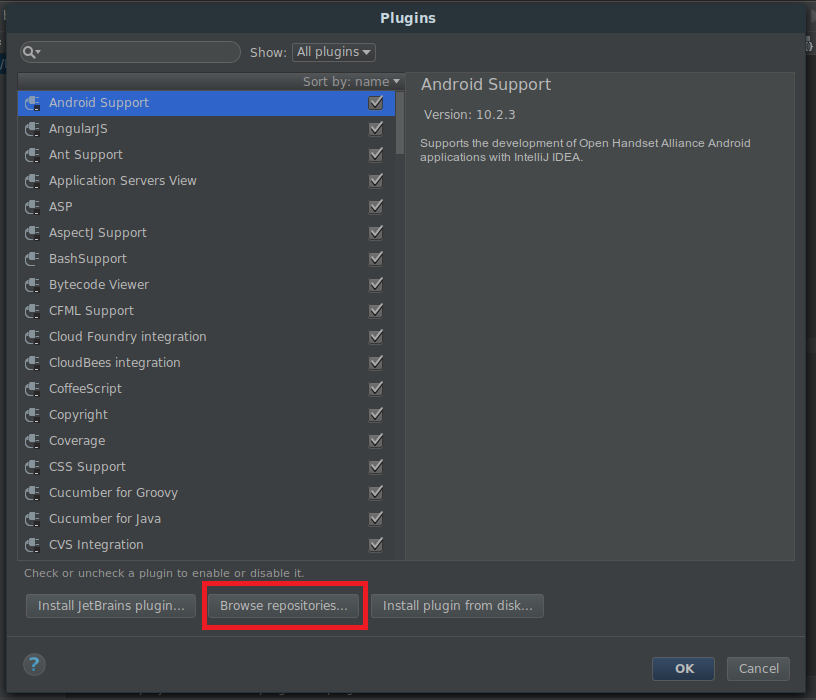 Plugins
Show: All plugins
Sort by: name
Android Support
AngularJS
Ant Support
Application Servers View
ASP
AspectJ Support
BashSupport
Bytecode Viewer
CFML Support
Cloud Foundry integration
CloudBees integration
CoffeeScript
Copyright
Coverage
CSS Support
Cucumber for Groovy
Cucumber for Java
CVS Integration
Android Support
Version: 10.2.3
Supports the development of Open Handset Alliance Android
applications with IntelliJ IDEA.
Check or uncheck a plugin to enable or disable it.
Install JetBrains plugin... Browse repositories... Install plugin from disk...
?
OK Cancel